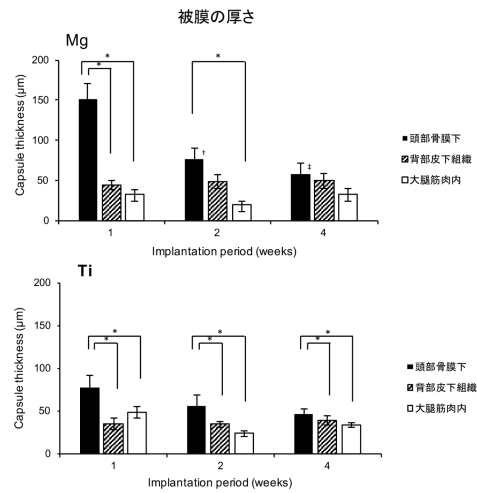 被膜の厚さ
Mg
Capsule thickness (μm)
200
150
100
50
0
* *
*
†
‡
1 2 4
Implantation period (weeks)
頭部骨膜下
背部皮下組織
大腿筋肉内
Ti
Capsule thickness (μm)
200
150
100
50
0
* *
* *
* *
1 2 4
Implantation period (weeks)
頭部骨膜下
背部皮下組織
大腿筋肉内